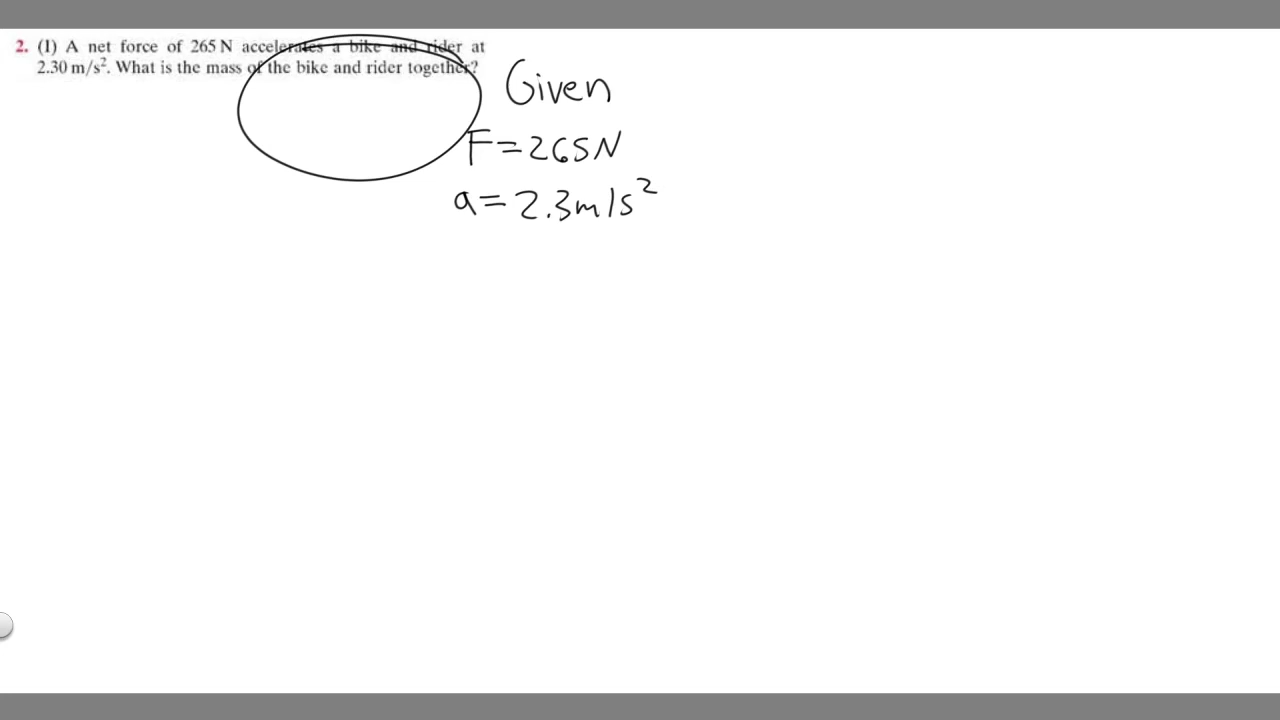 2. (I) A net force of 265 N accelerates a bike and rider at
2.30 m/s². What is the mass of the bike and rider together?
Given
F=265N
a=2.3m/s²